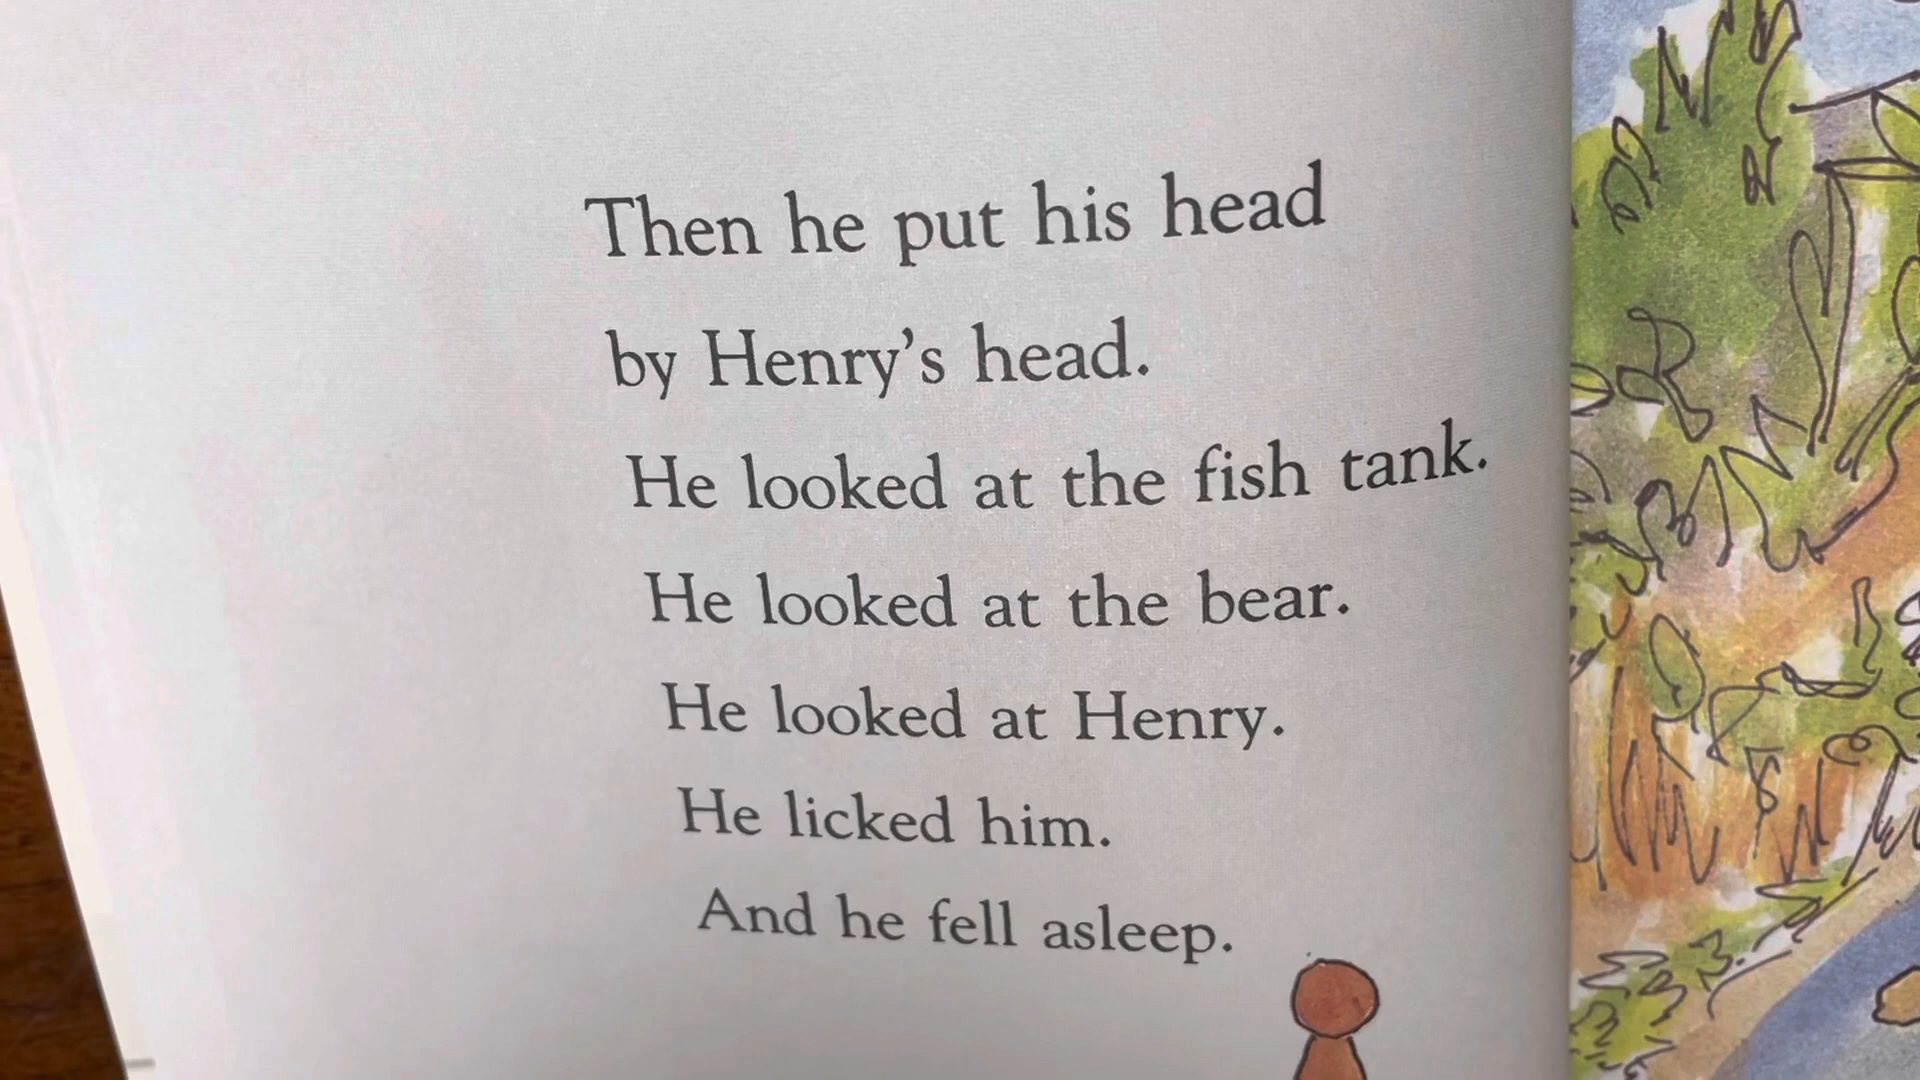 Then he put his head
by Henry’s head.
He looked at the fish tank.
He looked at the bear.
He looked at Henry.
He licked him.
And he fell asleep.